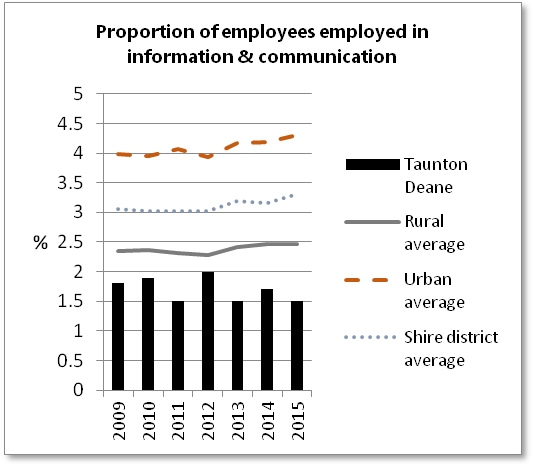 Proportion of employees employed in
information & communication
5
4.5
4
3.5
3
2.5
2
1.5
1
0.5
0
%
2009
2010
2011
2012
2013
2014
2015
Taunton
Deane
Rural
average
Urban
average
Shire district
average